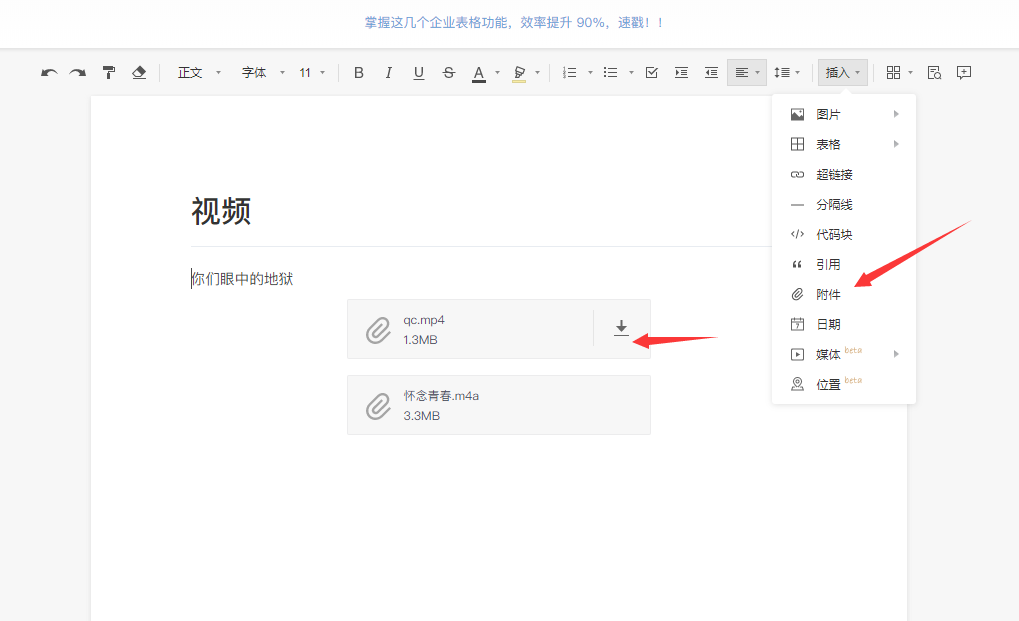 掌握这几个企业表格功能，效率提升 90%，速戳！！
正文 字体 11 B I U S A 插入
图片
表格
超链接
分隔线
代码块
引用
附件
7 日期
媒体 beta
位置 beta
视频
你们眼中的地狱
qc.mp4
1.3MB
怀念青春.m4a
3.3MB